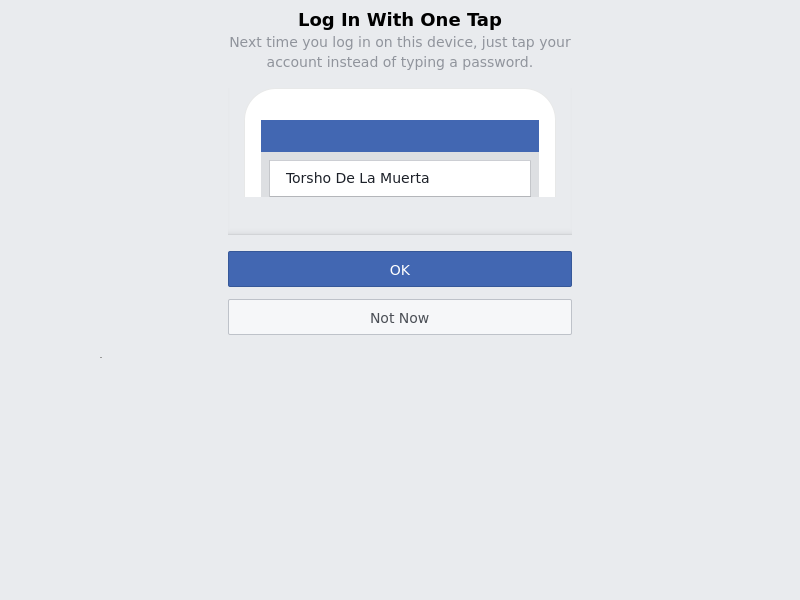 Log In With One Tap
Next time you log in on this device, just tap your
account instead of typing a password.
Torsho De La Muerta
OK
Not Now